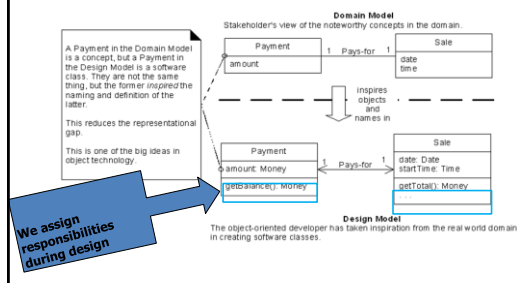 Domain Model
Stakeholder's view of the noteworthy concepts in the domain.
A Payment in the Domain Model
is a concept, but a Payment in
the Design Model is a software
class. They are not the same
thing, but the former inspired the
naming and definition of the
latter.
This reduces the representational
gap.
This is one of the big ideas in
object technology.
Payment
amount
1 Pays-for 1
Sale
date
time
inspires
objects
and
names in
Payment
amount: Money
getBalance(): Money
1 Pays-for 1
Sale
date: Date
startTime: Time
getTotal(): Money
. . .
We assign
responsibilities
during design
Design Model
The object-oriented developer has taken inspiration from the real world domain
in creating software classes.